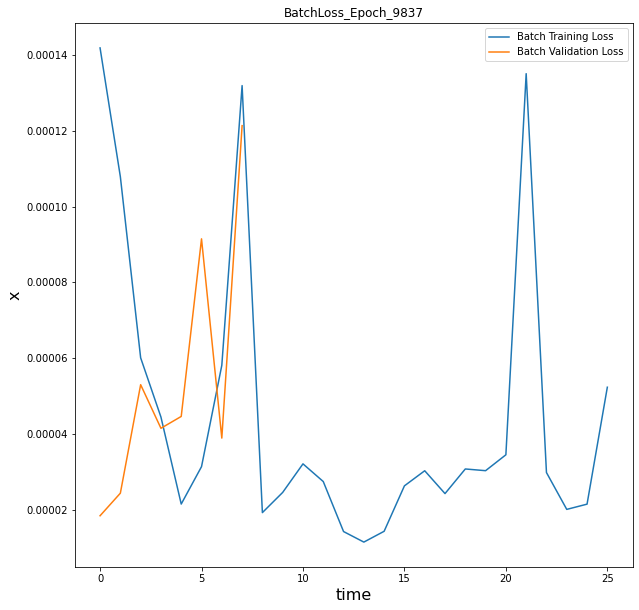 BatchLoss_Epoch_9837
Batch Training Loss
Batch Validation Loss
0.00014
0.00012
0.00010
0.00008
0.00006
0.00004
0.00002
x
0 5 10 15 20 25
time